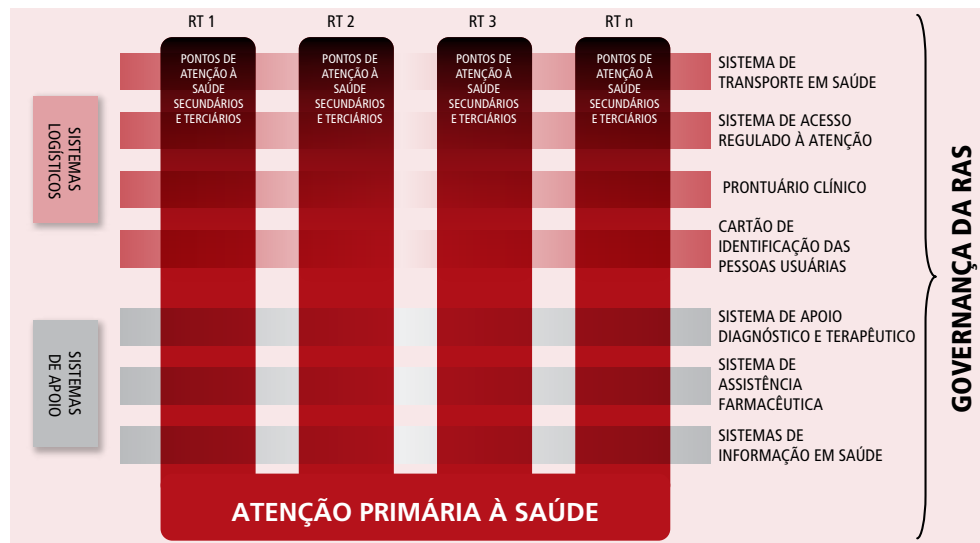 RT 1
RT 2
RT 3
RT n
PONTOS DE
ATENÇÃO À
SAÚDE
SECUNDÁRIOS
E TERCIÁRIOS
PONTOS DE
ATENÇÃO À
SAÚDE
SECUNDÁRIOS
E TERCIÁRIOS
PONTOS DE
ATENÇÃO À
SAÚDE
SECUNDÁRIOS
E TERCIÁRIOS
PONTOS DE
ATENÇÃO À
SAÚDE
SECUNDÁRIOS
E TERCIÁRIOS
SISTEMAS
LOGÍSTICOS
SISTEMA DE
TRANSPORTE EM SAÚDE
SISTEMA DE ACESSO
REGULADO À ATENÇÃO
PRONTUÁRIO CLÍNICO
CARTÃO DE
IDENTIFICAÇÃO DAS
PESSOAS USUÁRIAS
SISTEMAS
DE APOIO
SISTEMA DE APOIO
DIAGNÓSTICO E TERAPÊUTICO
SISTEMA DE
ASSISTÊNCIA
FARMACÊUTICA
SISTEMAS DE
INFORMAÇÃO EM SAÚDE
GOVERNANÇA DA RAS
ATENÇÃO PRIMÁRIA À SAÚDE